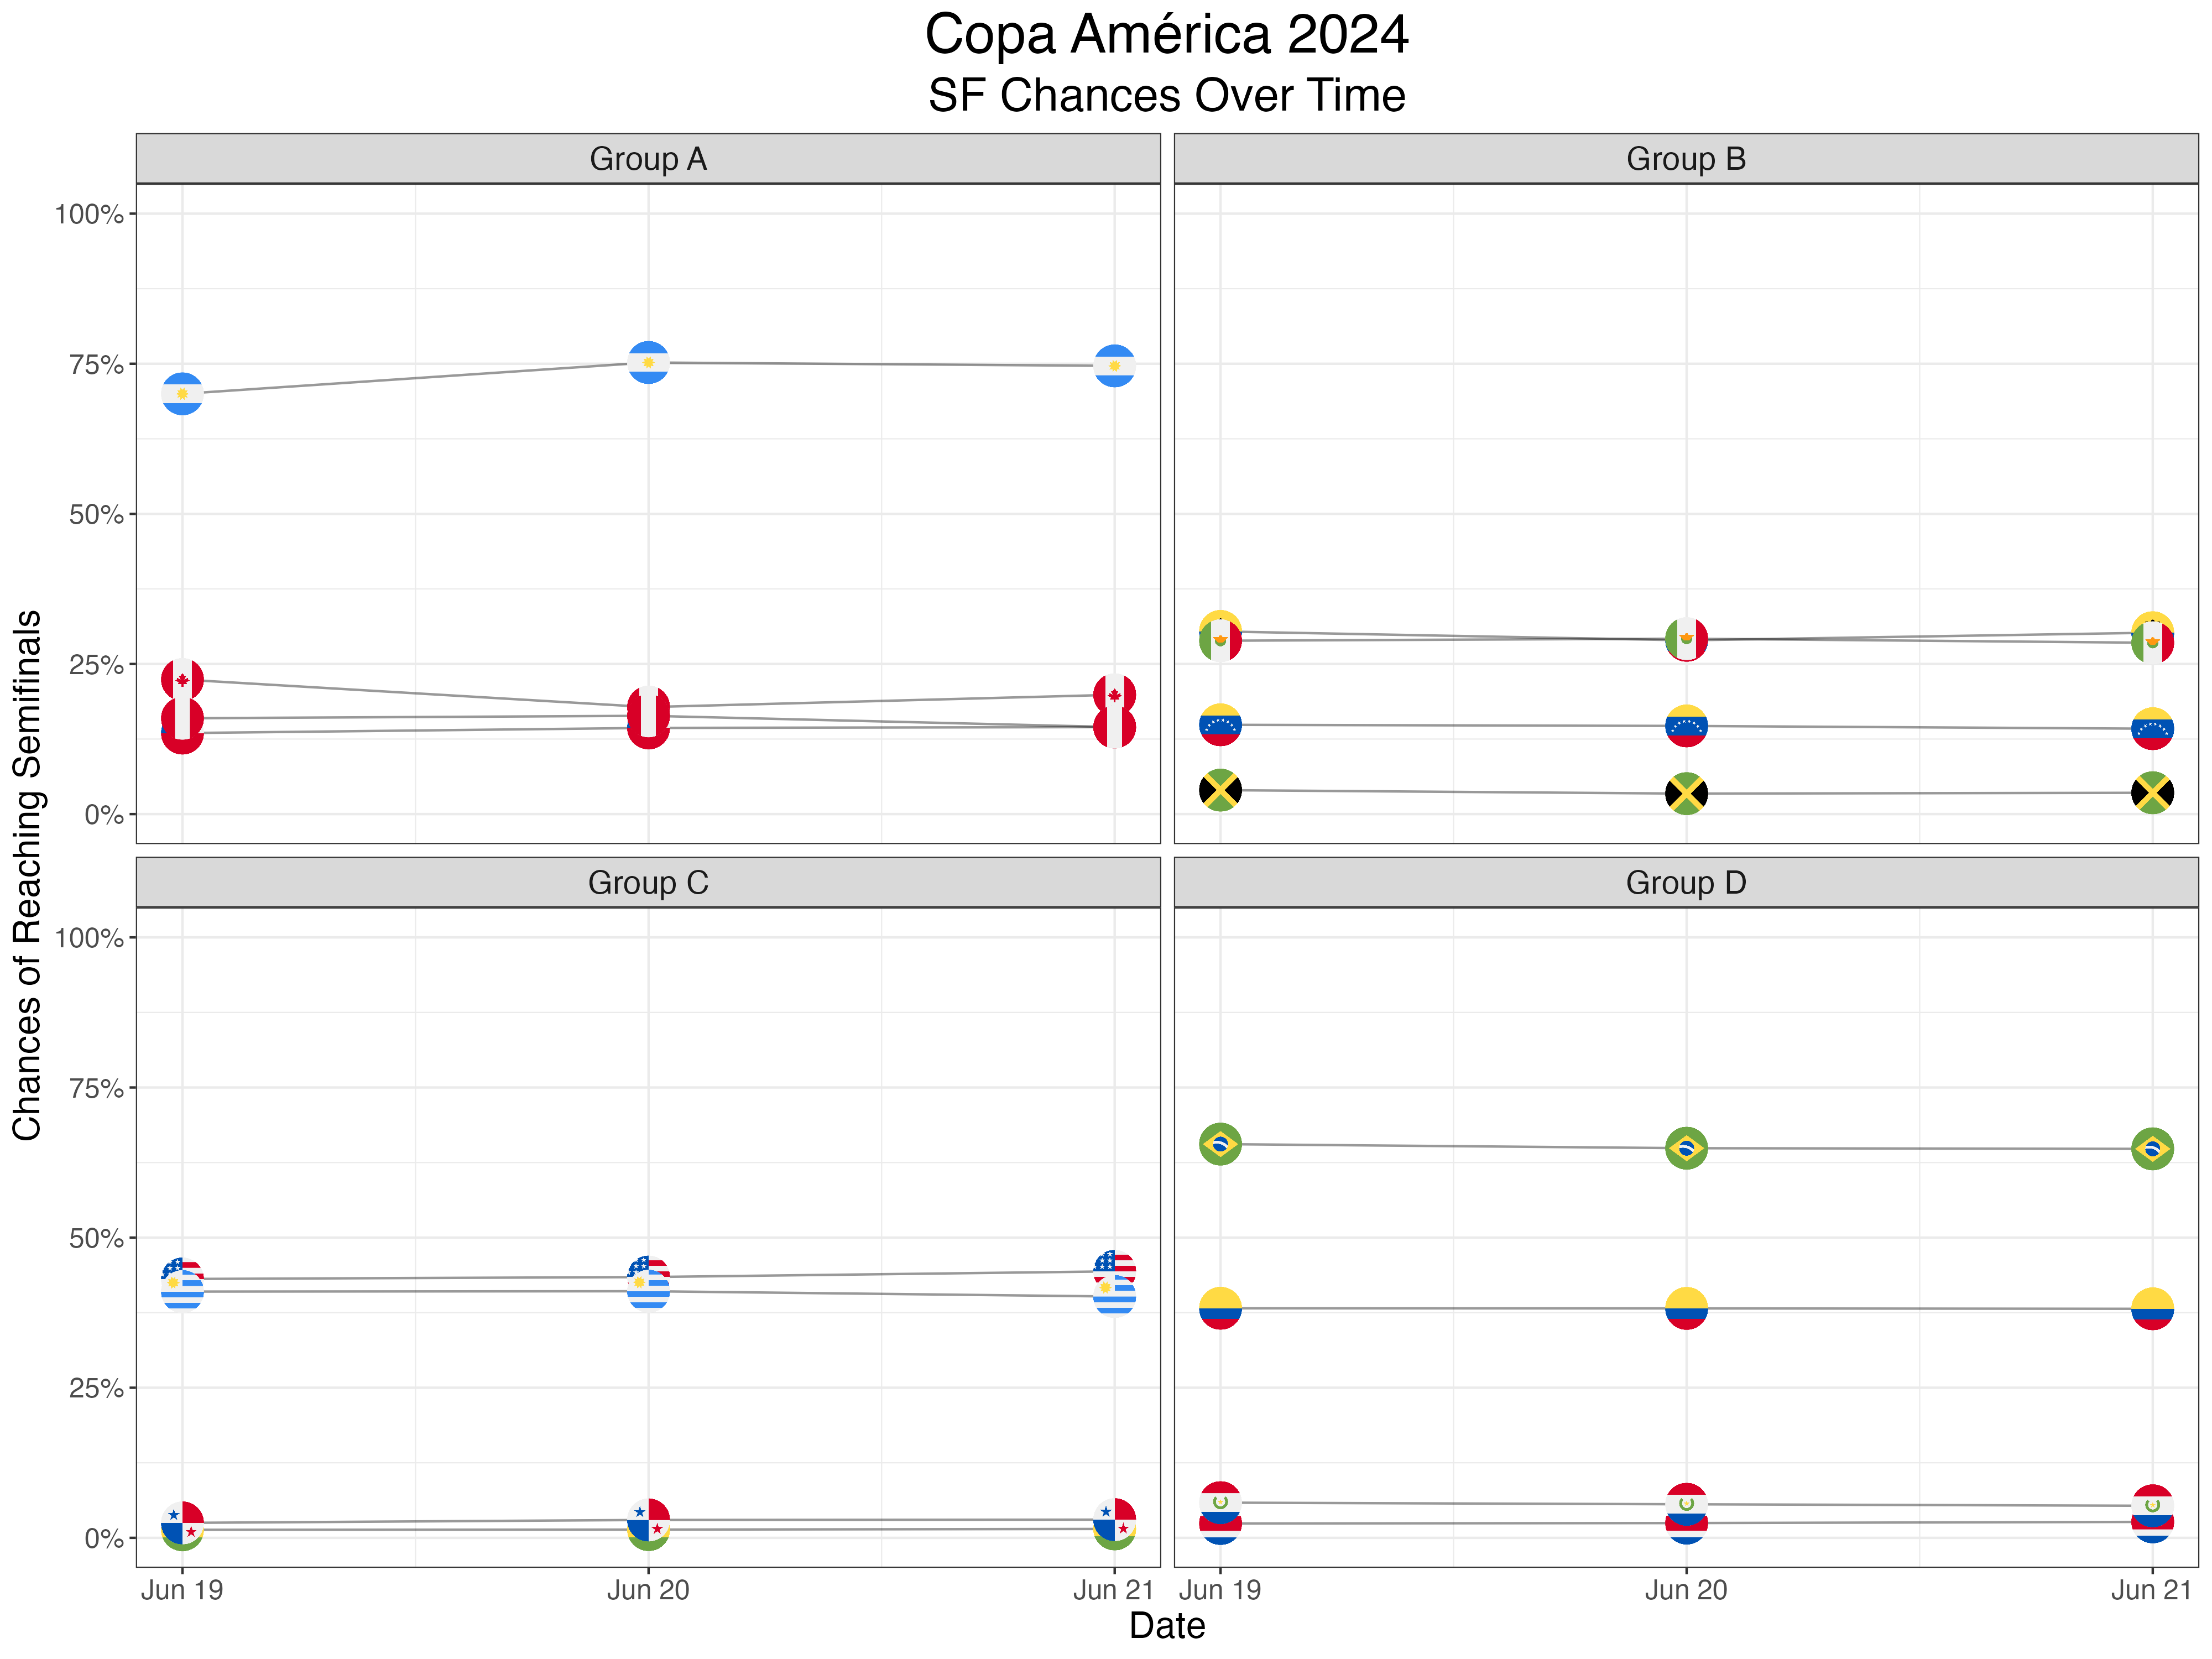 Copa América 2024
SF Chances Over Time
Group A
Group B
100%
75%
50%
25%
0%
Group C
Group D
100%
75%
50%
25%
0%
Jun 19
Jun 20
Jun 21
Jun 19
Jun 20
Jun 21
Date
Chances of Reaching Semifinals